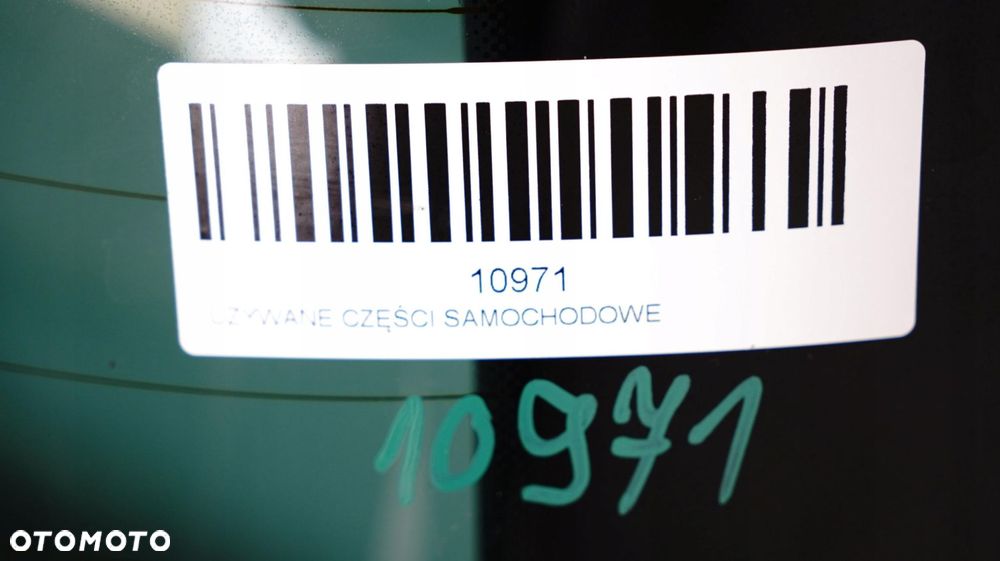 10971
UŻYWANE CZĘŚCI SAMOCHODOWE
10971
OTOMOTO